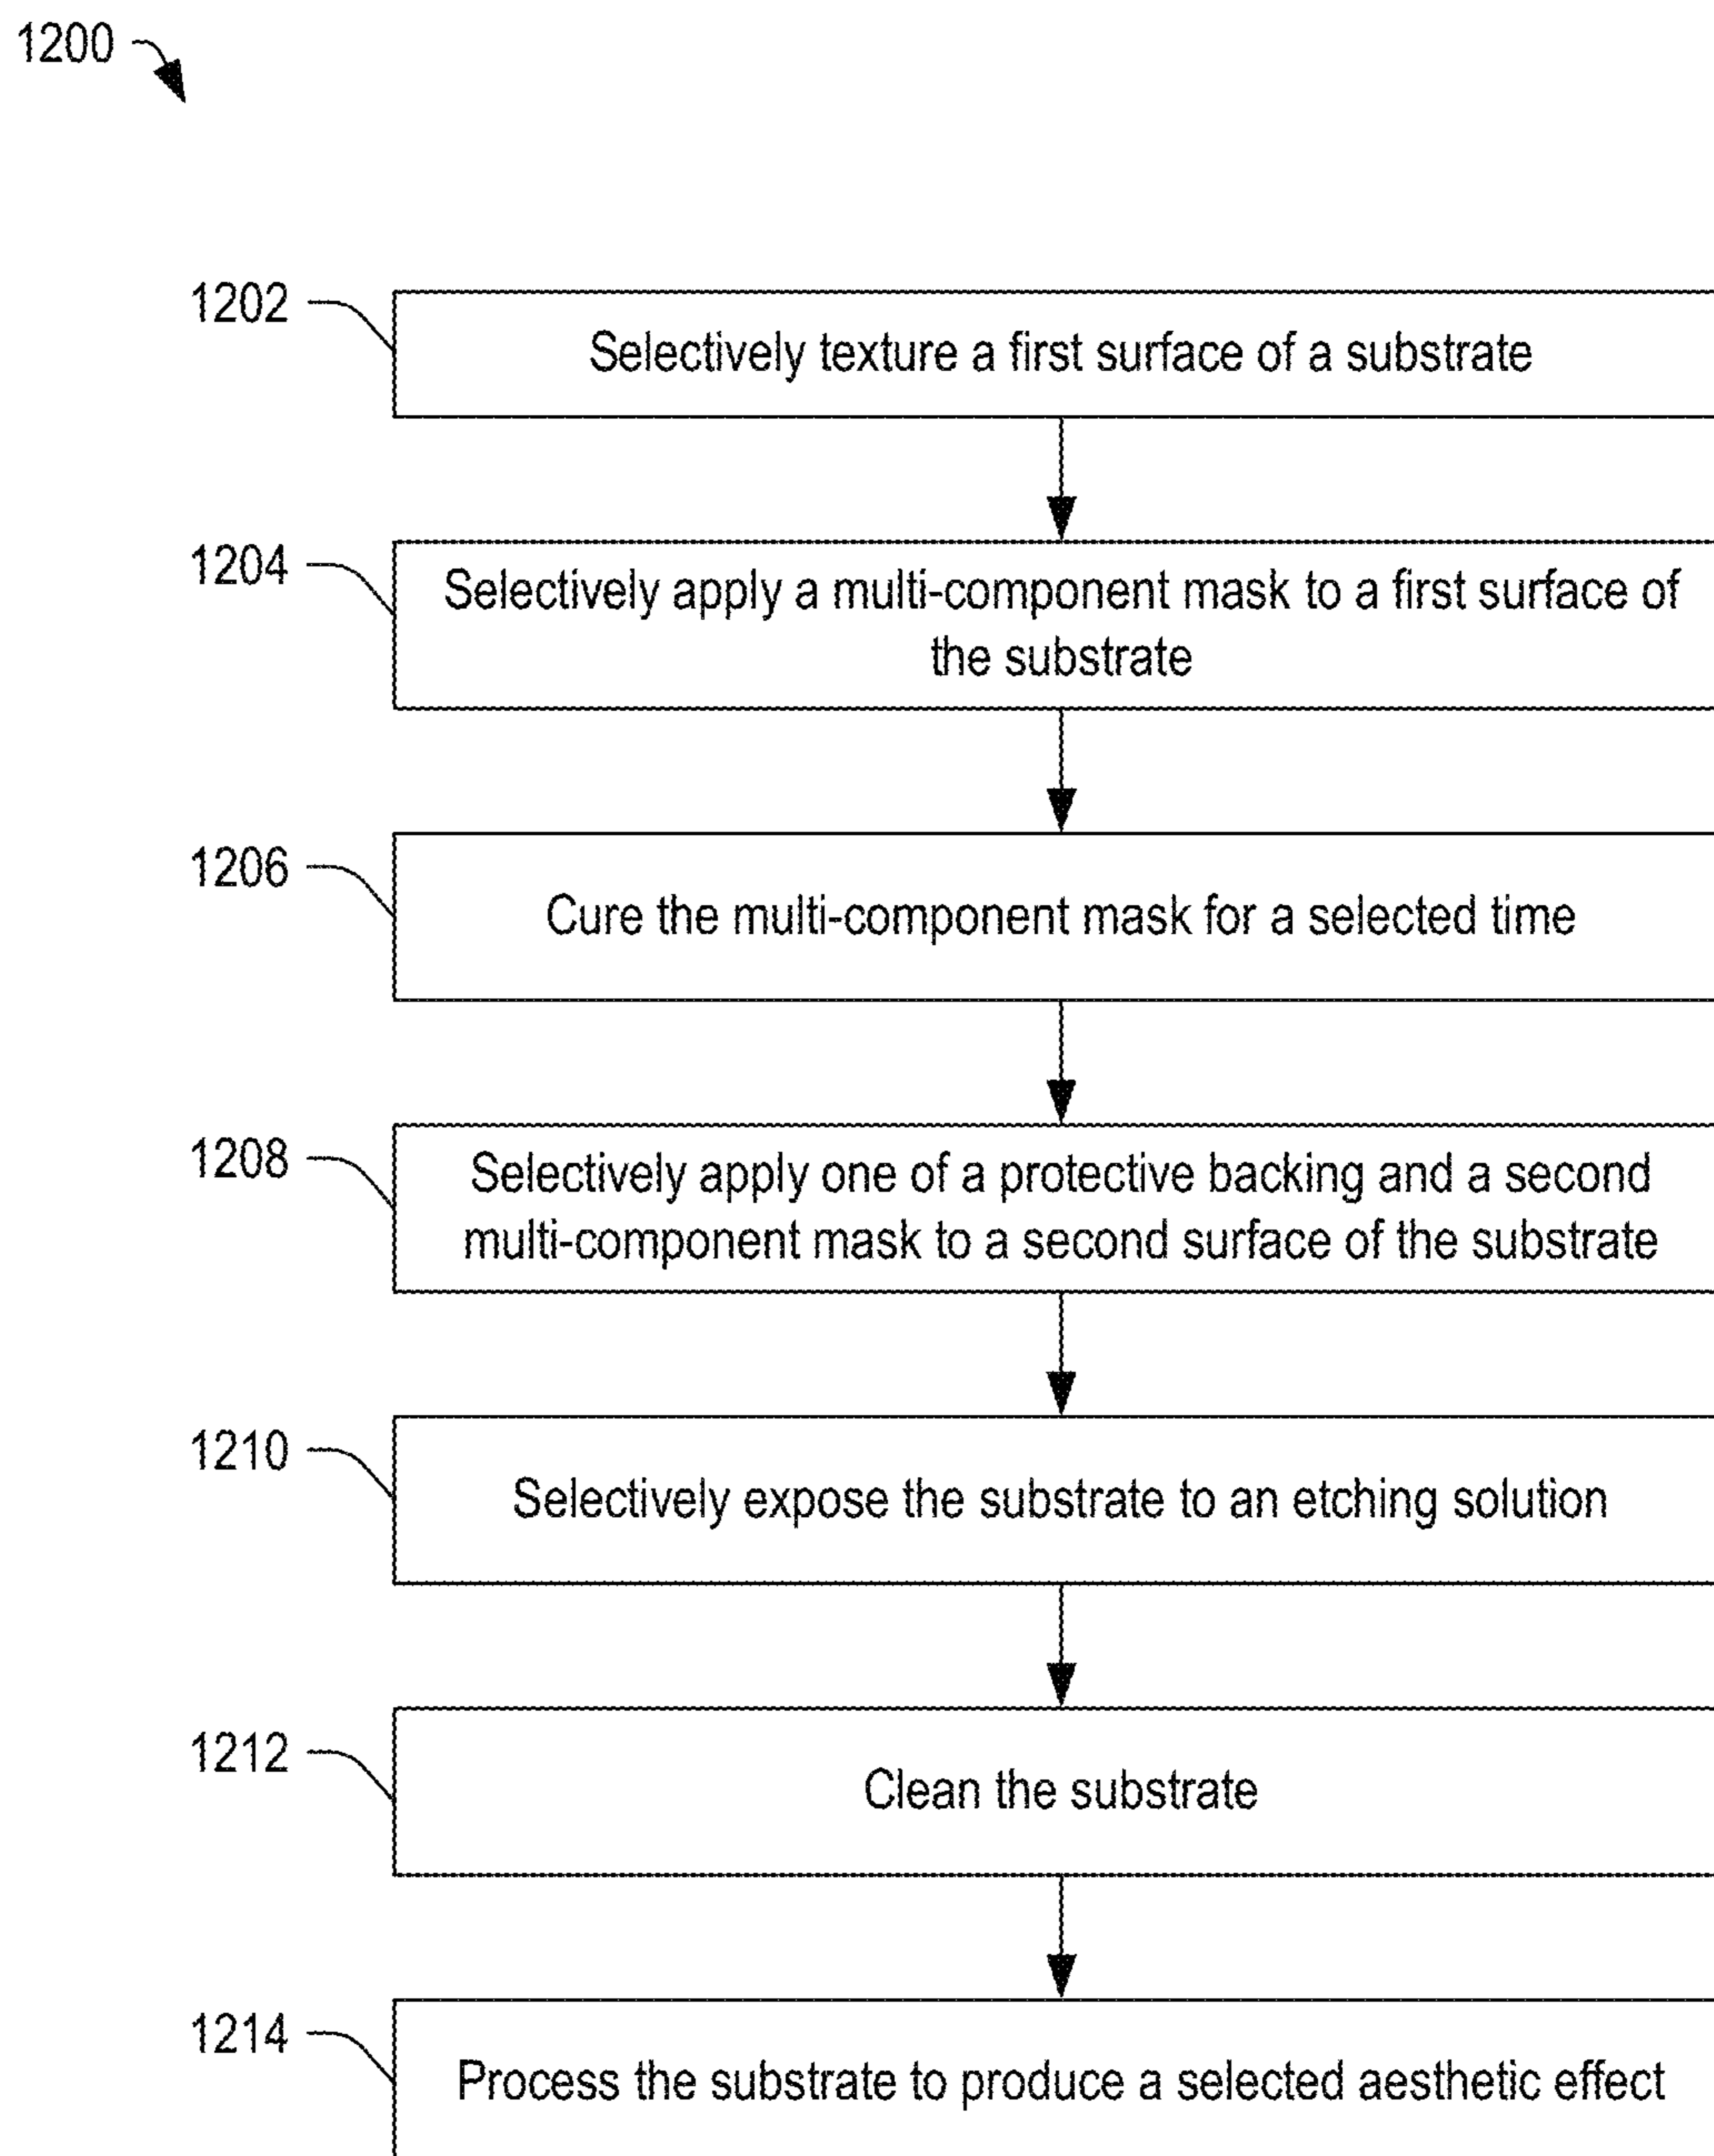 1200
1202
Selectively texture a first surface of a substrate
1204
Selectively apply a multi-component mask to a first surface of
the substrate
1206
Cure the multi-component mask for a selected time
1208
Selectively apply one of a protective backing and a second
multi-component mask to a second surface of the substrate
1210
Selectively expose the substrate to an etching solution
1212
Clean the substrate
1214
Process the substrate to produce a selected aesthetic effect